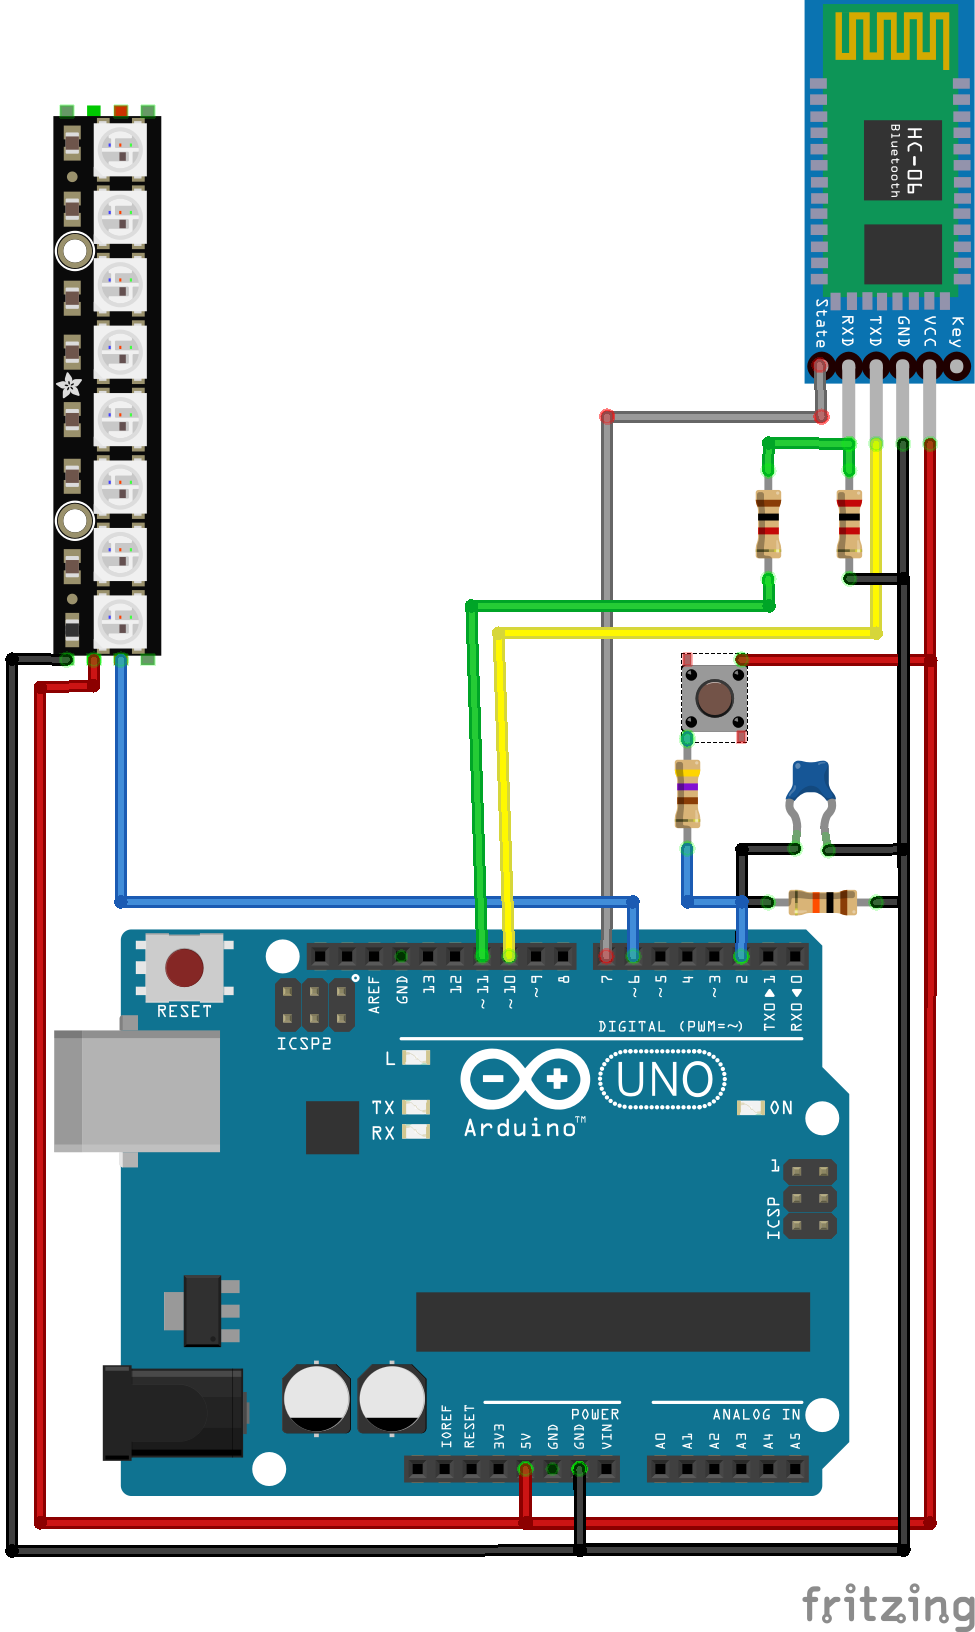 HC-06
Bluetooth
State
RXD
TXD
GND
VCC
Key
RESET
ICSP2
AREF
GND
13
12
~11
~10
~9
8
7
~6
~5
4
~3
2
TX0▶1
RX0◀0
DIGITAL (PWM=~)
L
TX
RX
Arduino™
UNO
ON
1
ICSP
IOREF
RESET
3V3
5V
GND
GND
VIN
POWER
ANALOG IN
A0
A1
A2
A3
A4
A5
fritzing